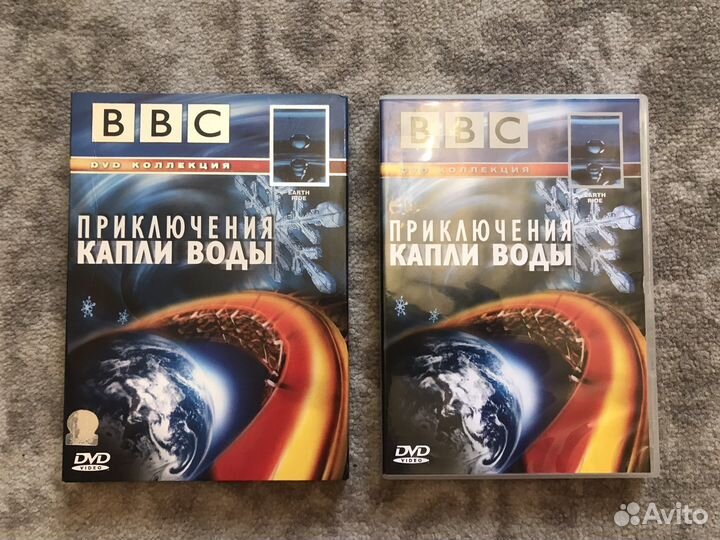 BBC
DVD КОЛЛЕКЦИЯ
EARTH
RIDE
ПРИКЛЮЧЕНИЯ
КАПЛИ ВОДЫ
DVD
VIDEO
BBC
DVD КОЛЛЕКЦИЯ
EARTH
RIDE
ПРИКЛЮЧЕНИЯ
КАПЛИ ВОДЫ
DVD
VIDEO
Avito